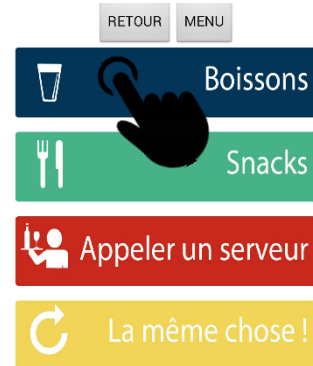 RETOUR MENU
Boissons
Snacks
Appeler un serveur
La même chose !